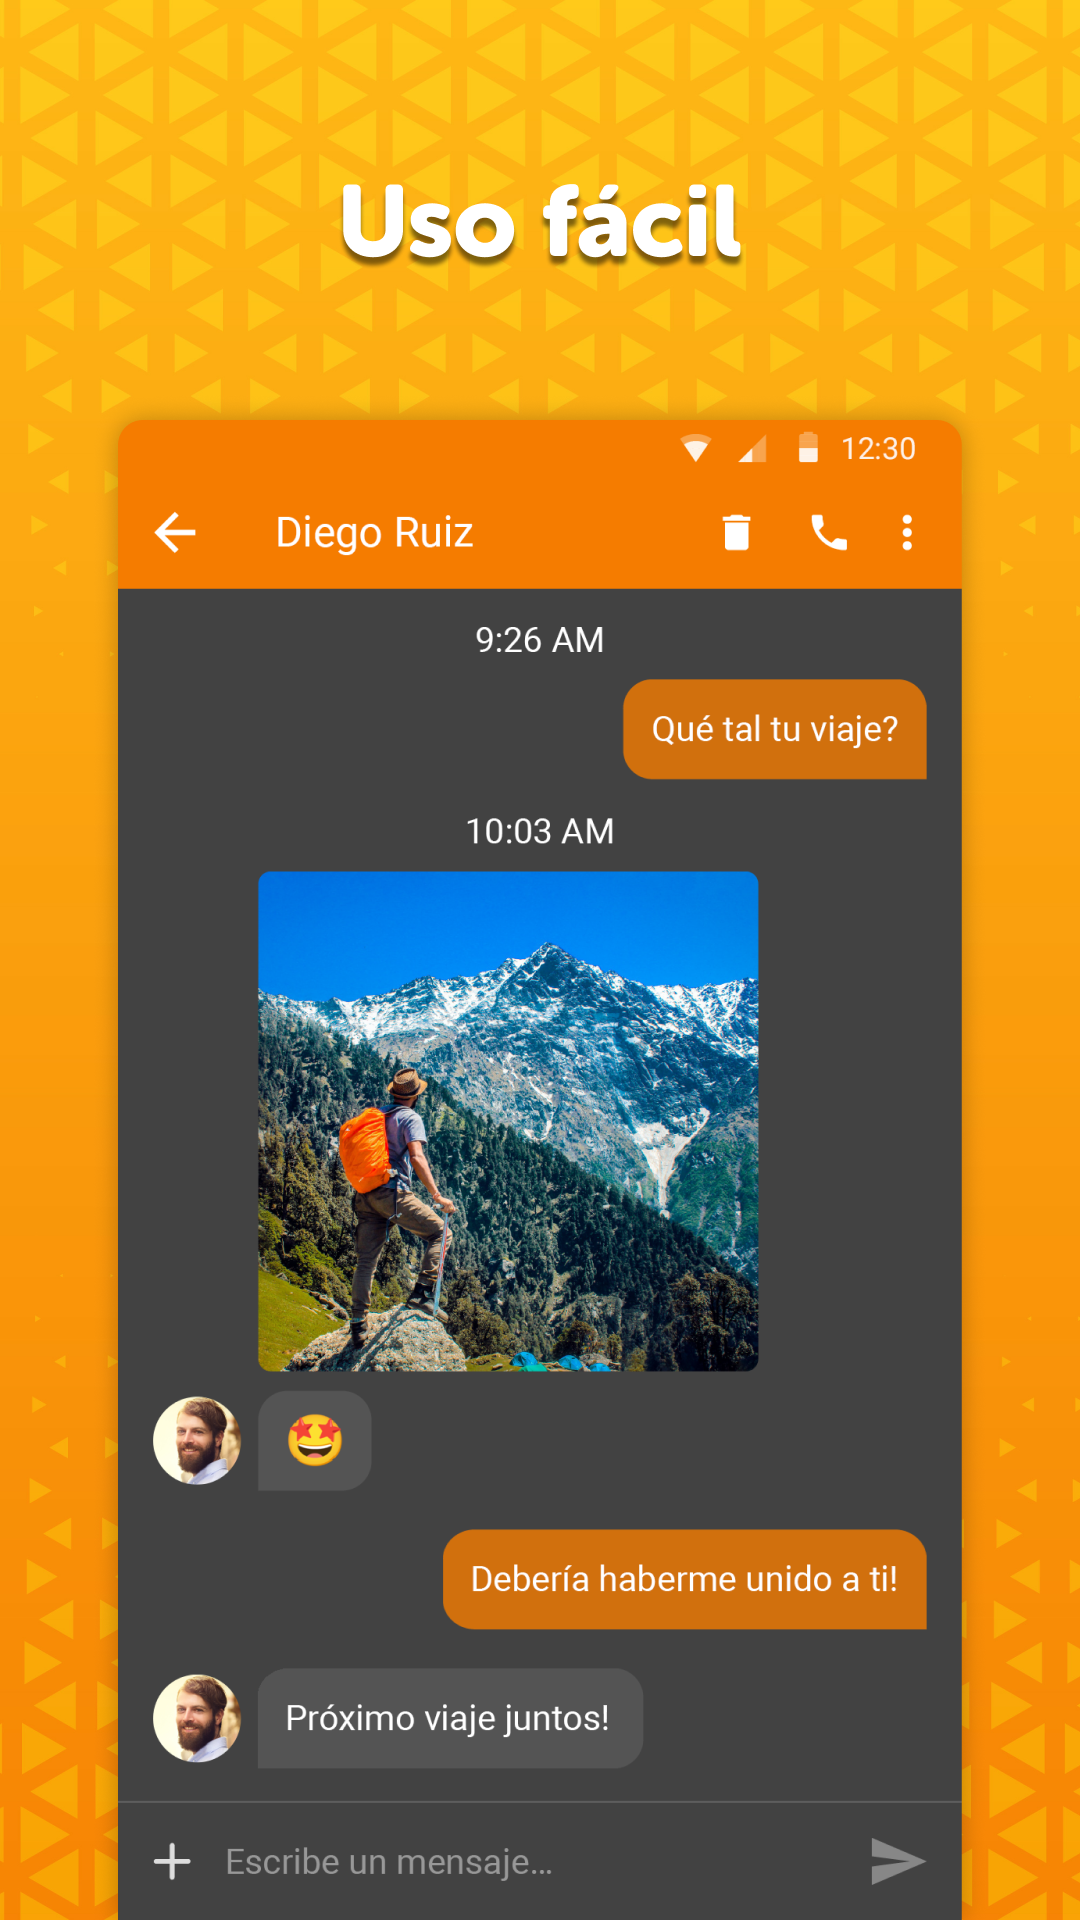 Uso fácil
12:30
Diego Ruiz
9:26 AM
Qué tal tu viaje?
10:03 AM
Debería haberme unido a ti!
Próximo viaje juntos!
Escribe un mensaje...